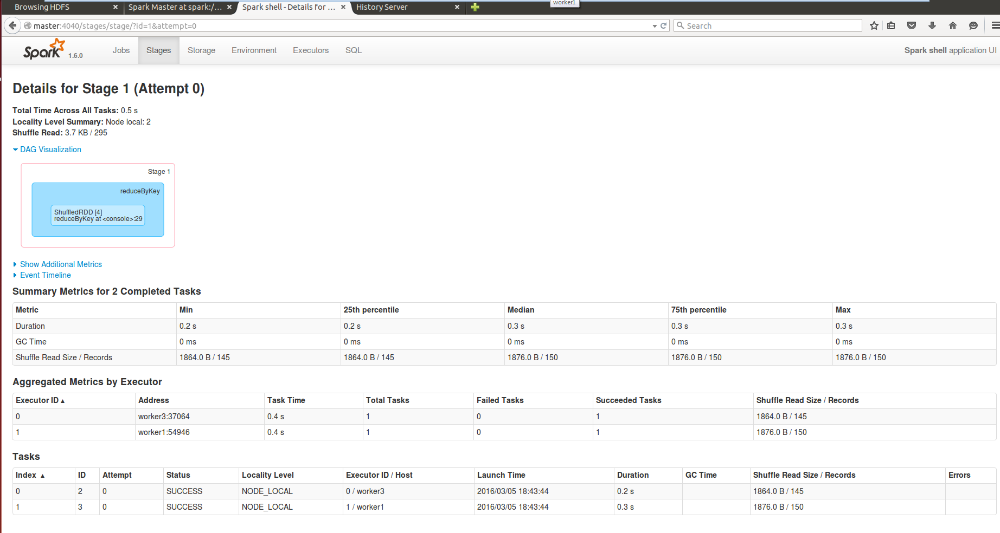 worker1
Browsing HDFS × Spark Master at spark:/... × Spark shell - Details for ... × History Server ×
master:4040/stages/stage/?id=1&attempt=0 Search
Spark 1.6.0 Jobs Stages Storage Environment Executors SQL Spark shell application UI
Details for Stage 1 (Attempt 0)
Total Time Across All Tasks: 0.5 s
Locality Level Summary: Node local: 2
Shuffle Read: 3.7 KB / 295
DAG Visualization
Stage 1
reduceByKey
ShuffledRDD [4]
reduceByKey at <console>:29
Show Additional Metrics
Event Timeline
Summary Metrics for 2 Completed Tasks
Metric Min 25th percentile Median 75th percentile Max
Duration 0.2 s 0.2 s 0.3 s 0.3 s 0.3 s
GC Time 0 ms 0 ms 0 ms 0 ms 0 ms
Shuffle Read Size / Records 1864.0 B / 145 1864.0 B / 145 1876.0 B / 150 1876.0 B / 150 1876.0 B / 150
Aggregated Metrics by Executor
Executor ID ▴ Address Task Time Total Tasks Failed Tasks Succeeded Tasks Shuffle Read Size / Records
0 worker3:37064 0.4 s 1 0 1 1864.0 B / 145
1 worker1:54946 0.4 s 1 0 1 1876.0 B / 150
Tasks
Index ▴ ID Attempt Status Locality Level Executor ID / Host Launch Time Duration GC Time Shuffle Read Size / Records Errors
0 2 0 SUCCESS NODE_LOCAL 0 / worker3 2016/03/05 18:43:44 0.2 s 1864.0 B / 145
1 3 0 SUCCESS NODE_LOCAL 1 / worker1 2016/03/05 18:43:44 0.3 s 1876.0 B / 150